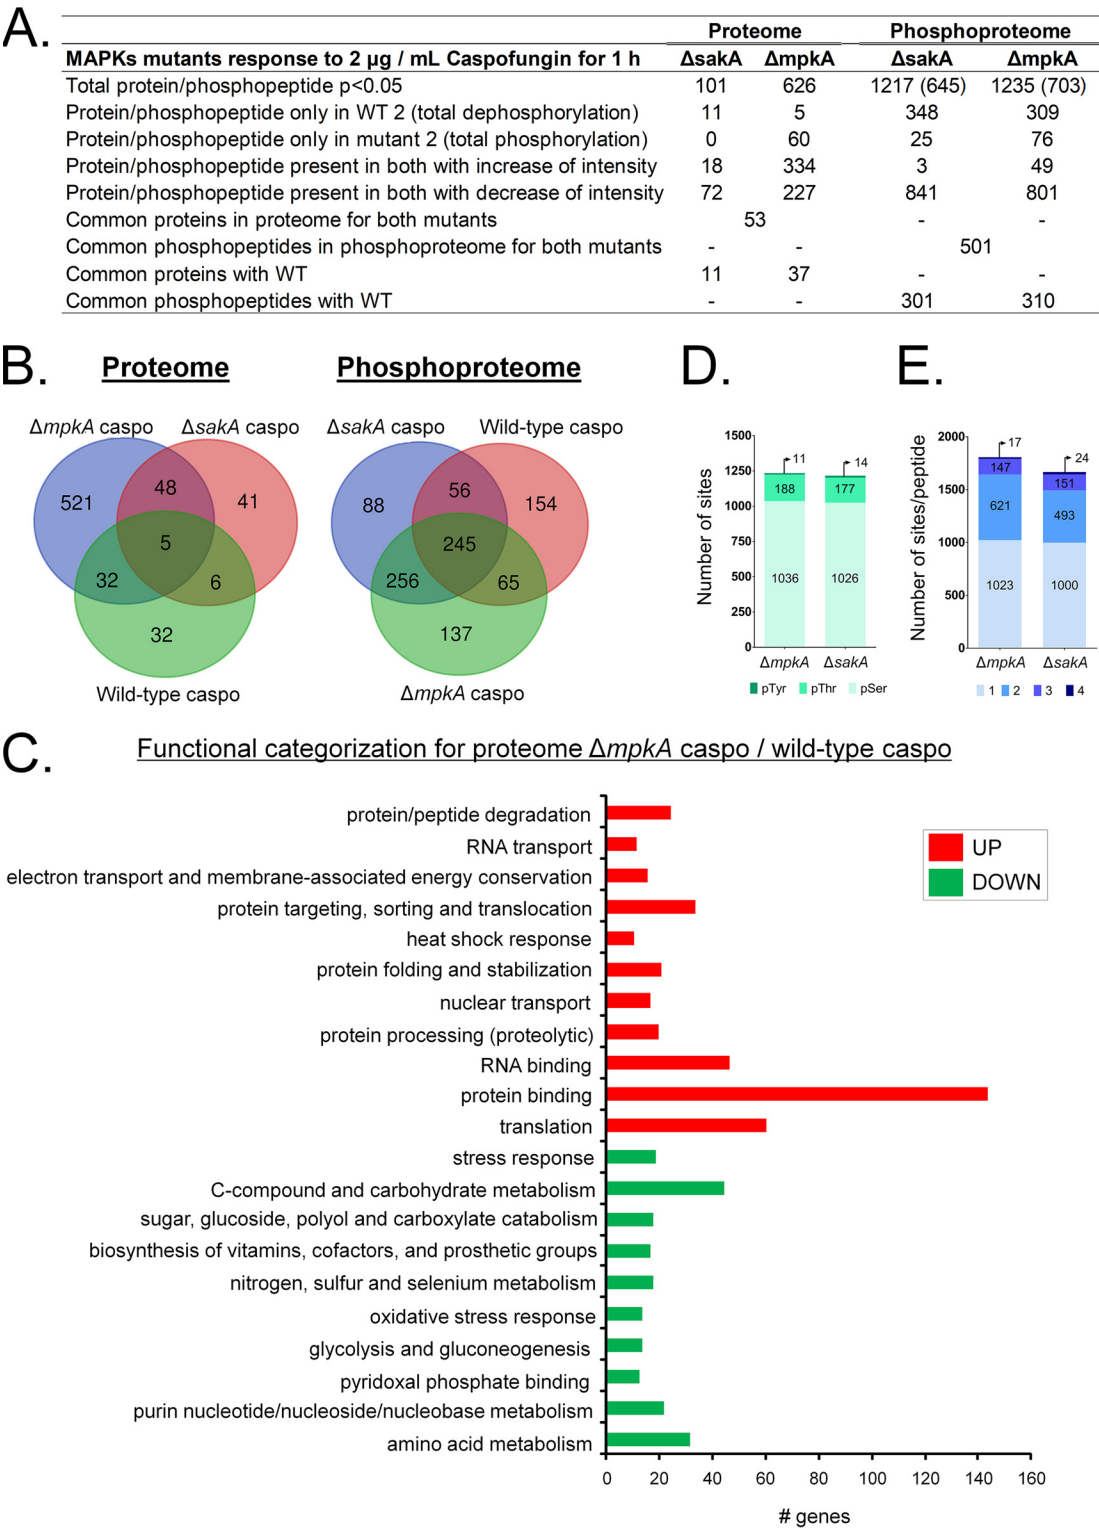 A.
Proteome Phosphoproteome
MAPKs mutants response to 2 µg / mL Caspofungin for 1 h ΔsakA ΔmpkA ΔsakA ΔmpkA
Total protein/phosphopeptide p<0.05 101 626 1217 (645) 1235 (703)
Protein/phosphopeptide only in WT 2 (total dephosphorylation) 11 5 348 309
Protein/phosphopeptide only in mutant 2 (total phosphorylation) 0 60 25 76
Protein/phosphopeptide present in both with increase of intensity 18 334 3 49
Protein/phosphopeptide present in both with decrease of intensity 72 227 841 801
Common proteins in proteome for both mutants 53 - -
Common phosphopeptides in phosphoproteome for both mutants - - 501
Common proteins with WT 11 37 - -
Common phosphopeptides with WT - - 301 310
B.
Proteome
ΔmpkA caspo ΔsakA caspo
521 48 41
5
32 6
32
Wild-type caspo
Phosphoproteome
ΔsakA caspo Wild-type caspo
88 56 154
245
256 65
137
ΔmpkA caspo
D.
Number of sites
1500
1250
1000
750
500
250
0
11 14
188 177
1036 1026
ΔmpkA ΔsakA
pTyr pThr pSer
E.
Number of sites/peptide
2000
1500
1000
500
0
17 24
147 151
621 493
1023 1000
ΔmpkA ΔsakA
1 2 3 4
C.
Functional categorization for proteome ΔmpkA caspo / wild-type caspo
protein/peptide degradation
RNA transport
electron transport and membrane-associated energy conservation
protein targeting, sorting and translocation
heat shock response
protein folding and stabilization
nuclear transport
protein processing (proteolytic)
RNA binding
protein binding
translation
stress response
C-compound and carbohydrate metabolism
sugar, glucoside, polyol and carboxylate catabolism
biosynthesis of vitamins, cofactors, and prosthetic groups
nitrogen, sulfur and selenium metabolism
oxidative stress response
glycolysis and gluconeogenesis
pyridoxal phosphate binding
purin nucleotide/nucleoside/nucleobase metabolism
amino acid metabolism
UP
DOWN
0 20 40 60 80 100 120 140 160
# genes